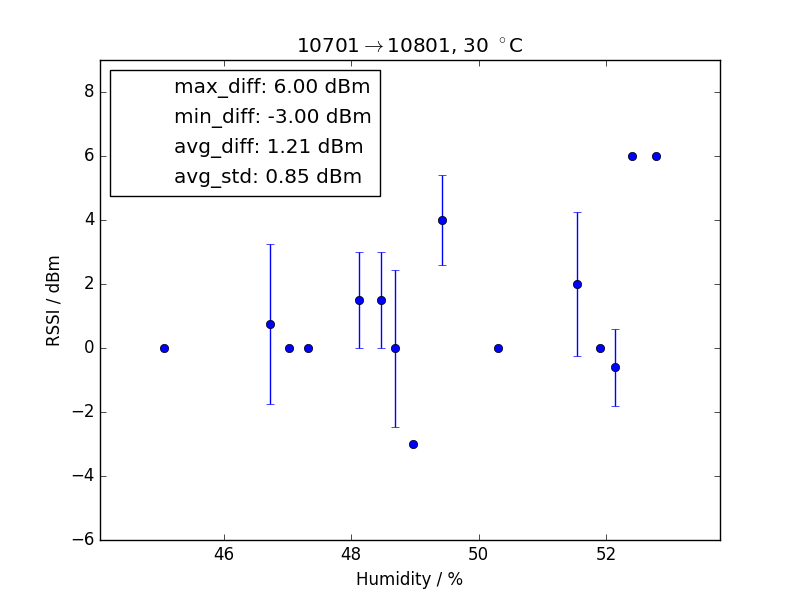 10701→10801, 30 °C
max_diff: 6.00 dBm
min_diff: -3.00 dBm
avg_diff: 1.21 dBm
avg_std: 0.85 dBm
8
6
4
2
0
−2
−4
−6
RSSI / dBm
46 48 50 52
Humidity / %